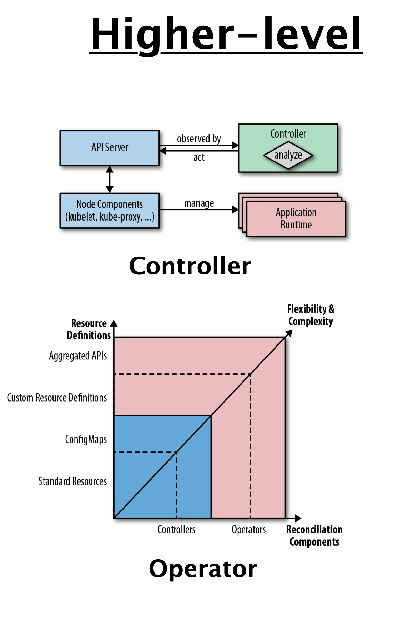 Higher-level
API Server
observed by
act
Controller
analyze
Node Components
(kubelet, kube-proxy, ...)
manage
Application
Runtime
Controller
Flexibility &
Complexity
Resource
Definitions
Aggregated APIs
Custom Resource Definitions
ConfigMaps
Standard Resources
Controllers
Operators
Reconciliation
Components
Operator